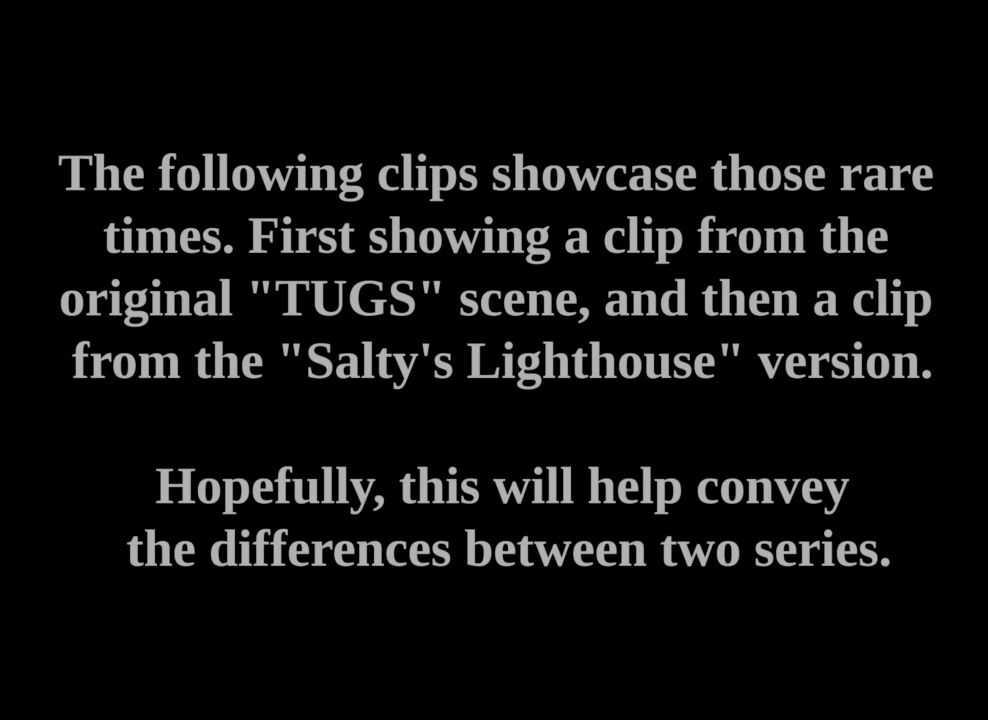 The following clips showcase those rare
times. First showing a clip from the
original "TUGS" scene, and then a clip
from the "Salty's Lighthouse" version.
Hopefully, this will help convey
the differences between two series.